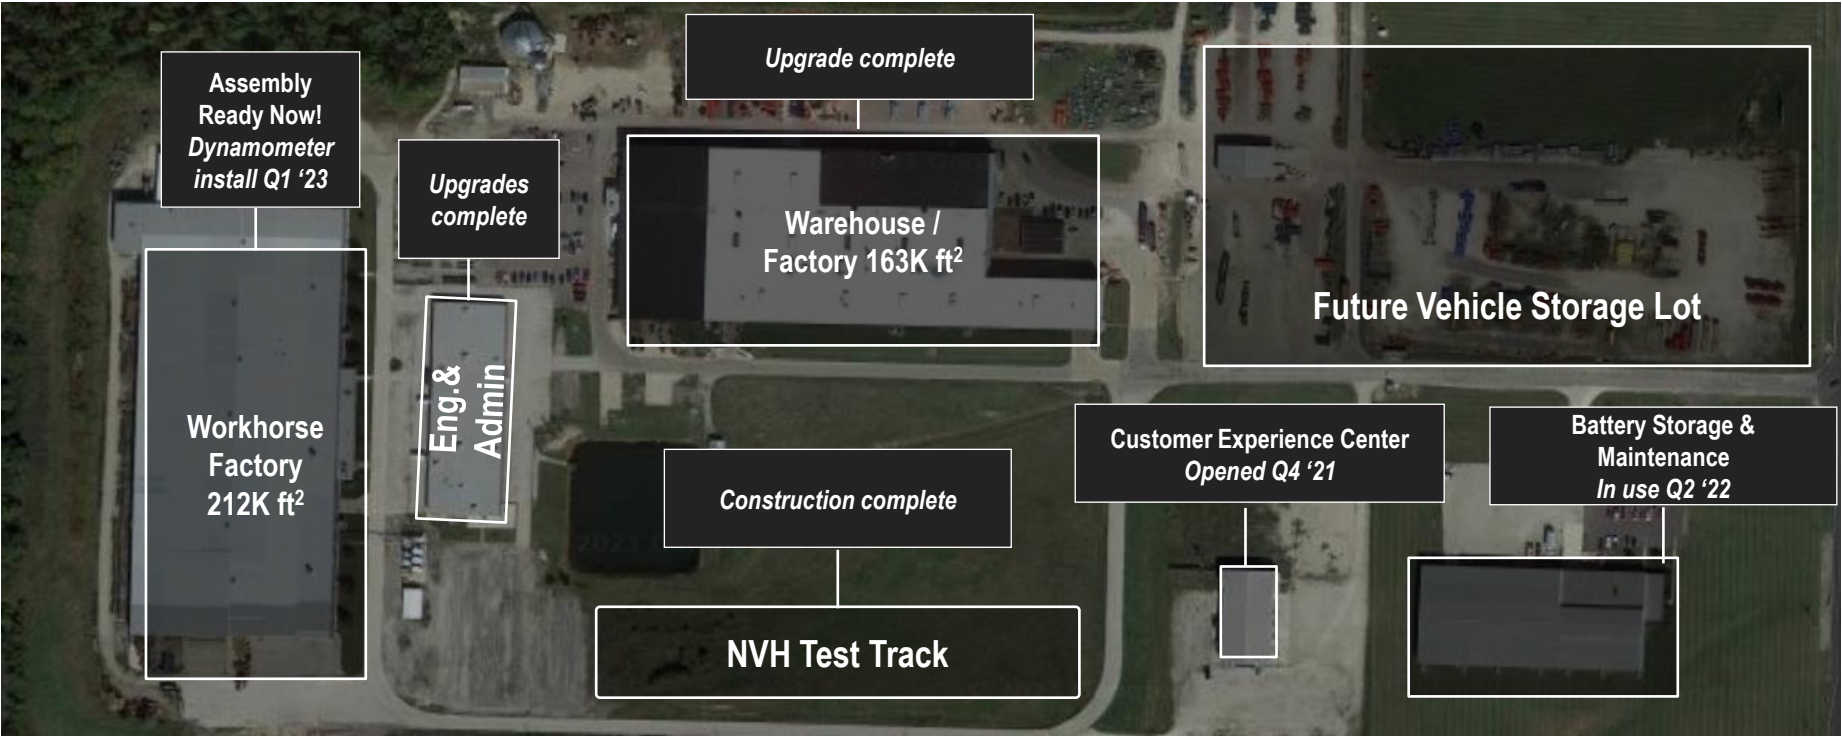 Assembly
Ready Now!
Dynamometer
install Q1 ‘23
Upgrades
complete
Upgrade complete
Warehouse /
Factory 163K ft²
Future Vehicle Storage Lot
Workhorse
Factory
212K ft²
Eng.&
Admin
Construction complete
NVH Test Track
Customer Experience Center
Opened Q4 ‘21
Battery Storage &
Maintenance
In use Q2 ‘22